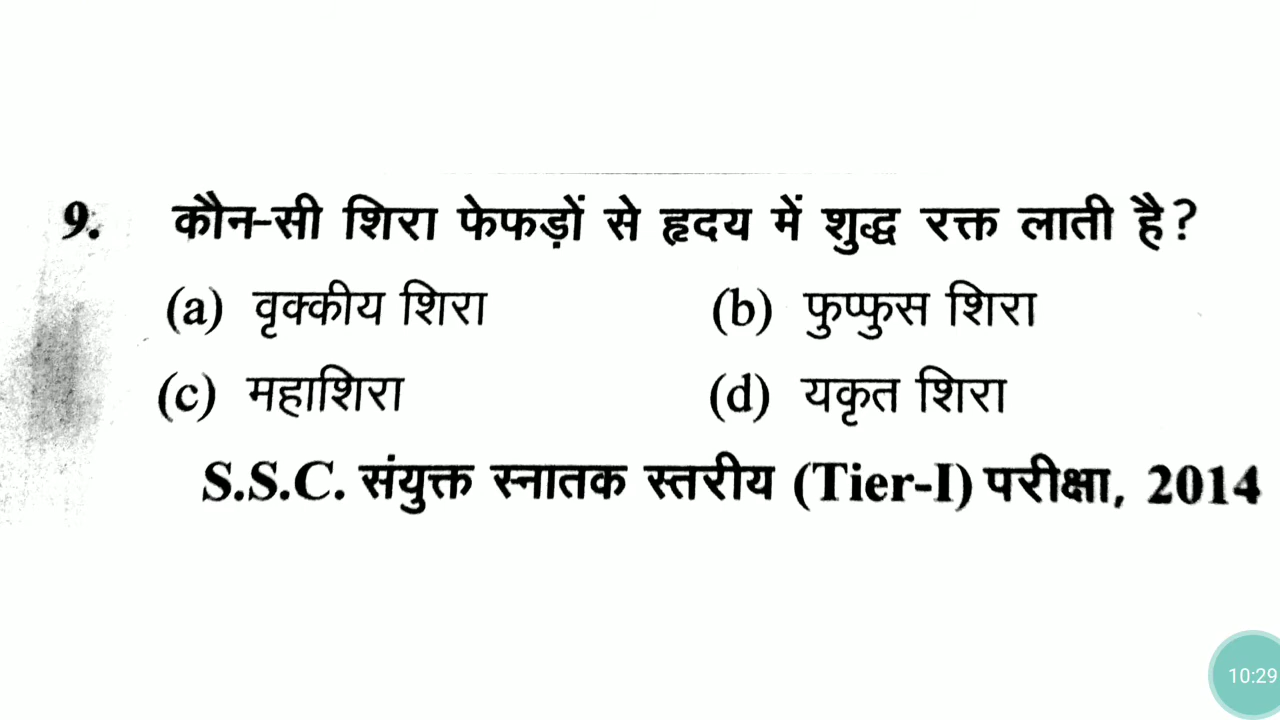 9. कौन-सी शिरा फेफड़ों से हृदय में शुद्ध रक्त लाती है?
(a) वृक्कीय शिरा (b) फुप्फुस शिरा
(c) महाशिरा (d) यकृत शिरा
S.S.C. संयुक्त स्नातक स्तरीय (Tier-I) परीक्षा, 2014
10:29